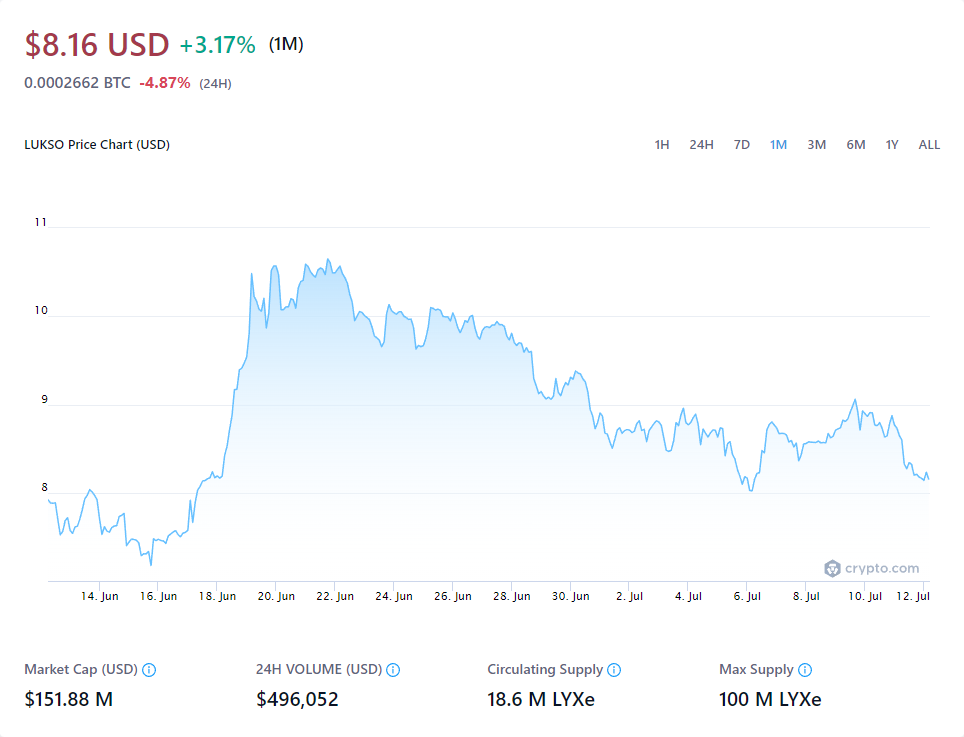 $8.16 USD +3.17% (1M)
0.0002662 BTC -4.87% (24H)
LUKSO Price Chart (USD) 1H 24H 7D 1M 3M 6M 1Y ALL
11
10
9
8
crypto.com
14. Jun 16. Jun 18. Jun 20. Jun 22. Jun 24. Jun 26. Jun 28. Jun 30. Jun 2. Jul 4. Jul 6. Jul 8. Jul 10. Jul 12. Jul
Market Cap (USD) 24H VOLUME (USD) Circulating Supply Max Supply
$151.88 M $496,052 18.6 M LYXe 100 M LYXe